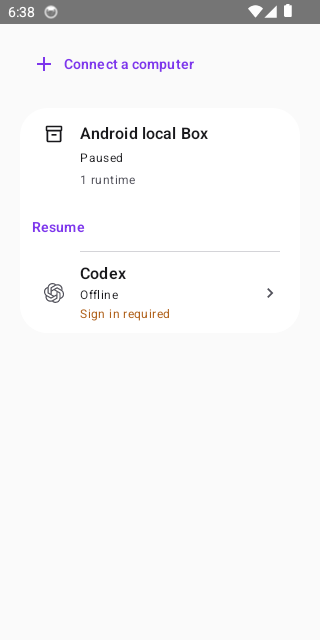 6:38
Connect a computer
Android local Box
Paused
1 runtime
Resume
Codex
Offline
Sign in required